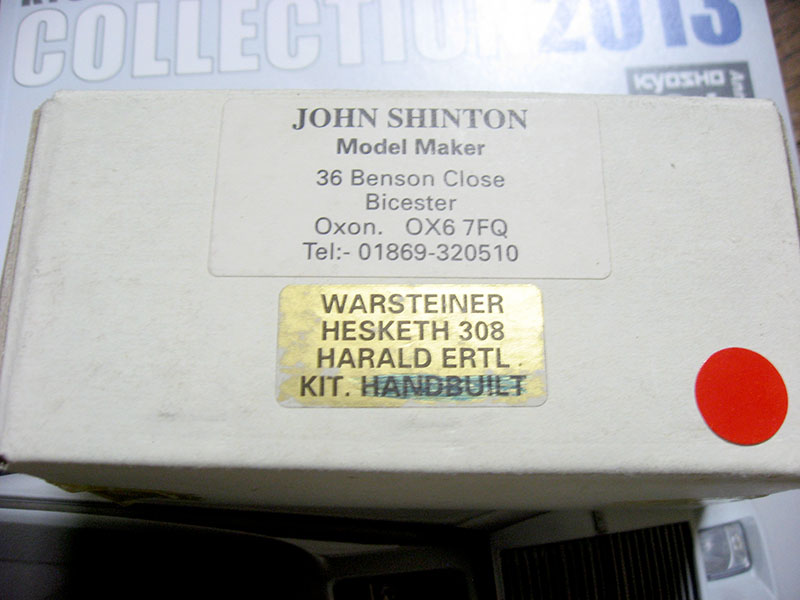 COLLECTION 2013
KYOSHO
JOHN SHINTON
Model Maker
36 Benson Close
Bicester
Oxon. OX6 7FQ
Tel:- 01869-320510
WARSTEINER
HESKETH 308
HARALD ERTL
KIT. HANDBUILT